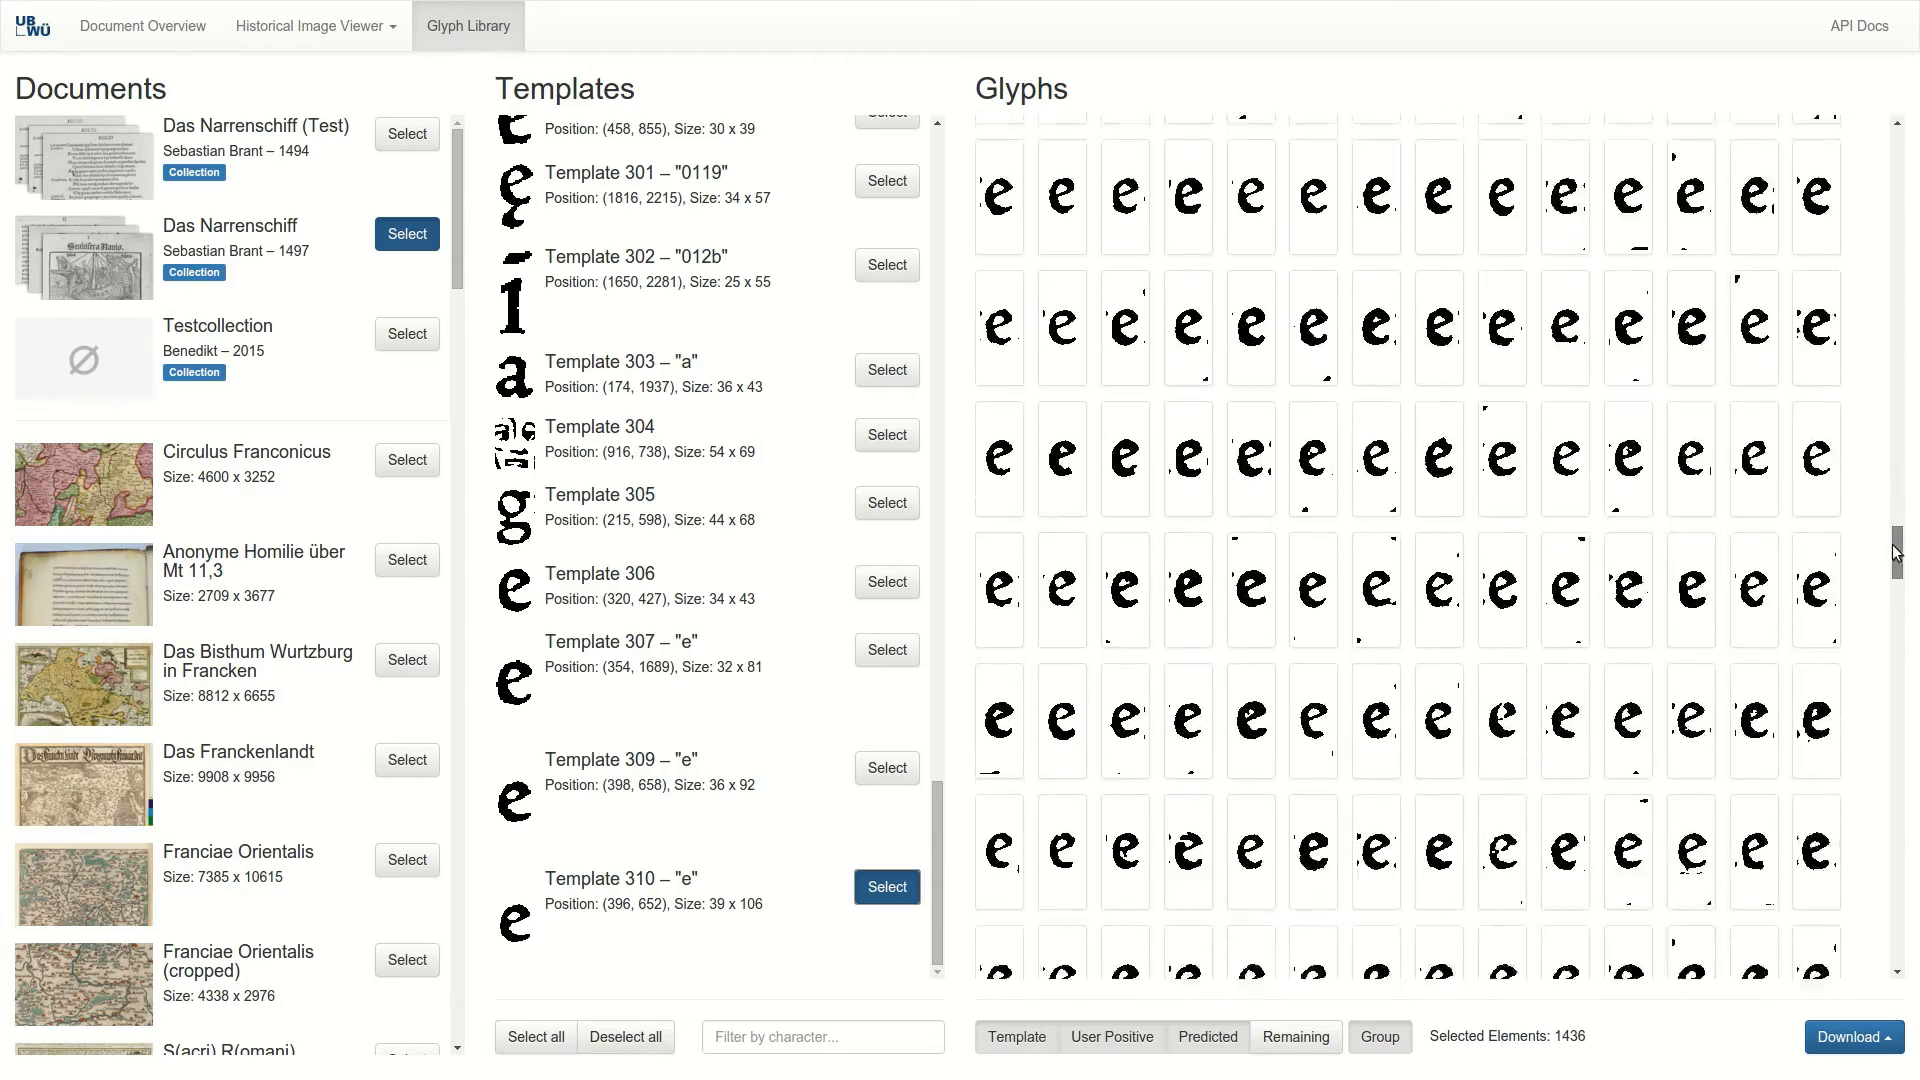 UB
WÜ
Document Overview
Historical Image Viewer
Glyph Library
API Docs
Documents
Das Narrenschiff (Test)
Sebastian Brant – 1494
Collection
Select
Das Narrenschiff
Sebastian Brant – 1497
Collection
Select
Testcollection
Benedikt – 2015
Collection
Select
Circulus Franconicus
Size: 4600 x 3252
Select
Anonyme Homilie über
Mt 11,3
Size: 2709 x 3677
Select
Das Bisthum Wurtzburg
in Francken
Size: 8812 x 6655
Select
Das Franckenlandt
Size: 9908 x 9956
Select
Franciae Orientalis
Size: 7385 x 10615
Select
Franciae Orientalis
(cropped)
Size: 4338 x 2976
Select
S(acri) R(omani)
Templates
Position: (458, 855), Size: 30 x 39
Template 301 – "0119"
Position: (1816, 2215), Size: 34 x 57
Select
Template 302 – "012b"
Position: (1650, 2281), Size: 25 x 55
Select
a
Template 303 – "a"
Position: (174, 1937), Size: 36 x 43
Select
Template 304
Position: (916, 738), Size: 54 x 69
Select
g
Template 305
Position: (215, 598), Size: 44 x 68
Select
e
Template 306
Position: (320, 427), Size: 34 x 43
Select
e
Template 307 – "e"
Position: (354, 1689), Size: 32 x 81
Select
e
Template 309 – "e"
Position: (398, 658), Size: 36 x 92
Select
e
Template 310 – "e"
Position: (396, 652), Size: 39 x 106
Select
Select all
Deselect all
Filter by character...
Glyphs
e e e e e e e e e e e e e e
e e e e e e e e e e e e e e
e e e e e e e e e e e e e e
e e e e e e e e e e e e e e
e e e e e e e e e e e e e e
e e e e e e e e e e e e e e
Template
User Positive
Predicted
Remaining
Group
Selected Elements: 1436
Download